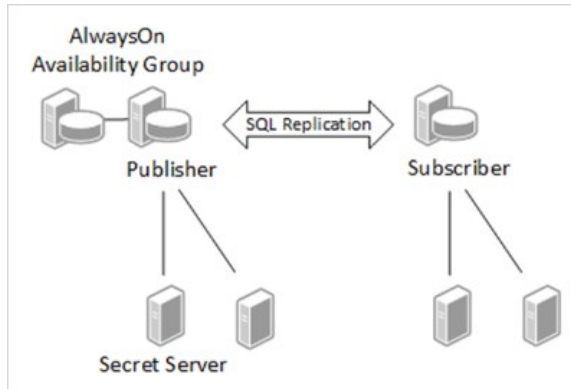 AlwaysOn
Availability Group
SQL Replication
Publisher
Subscriber
Secret Server